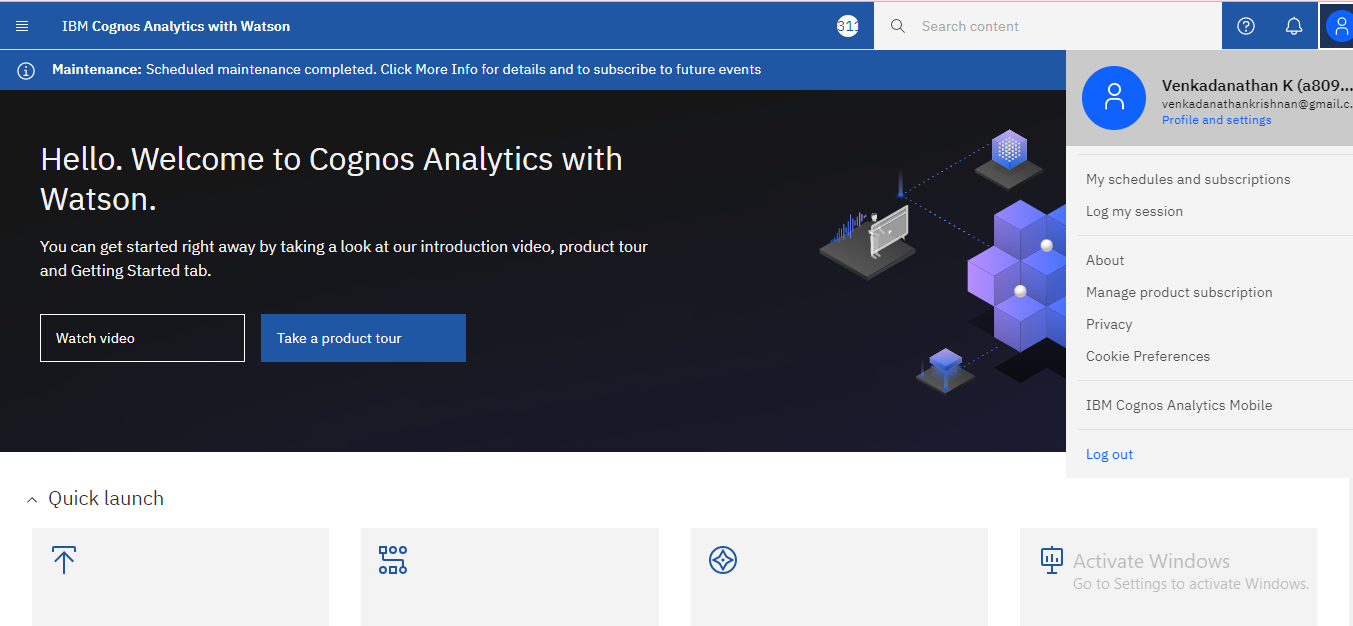 IBM Cognos Analytics with Watson
311
Search content
Maintenance: Scheduled maintenance completed. Click More Info for details and to subscribe to future events
Venkadanathan K (a809...
venkadanathankrishnan@gmail.c...
Profile and settings
Hello. Welcome to Cognos Analytics with
Watson.
You can get started right away by taking a look at our introduction video, product tour
and Getting Started tab.
Watch video
Take a product tour
My schedules and subscriptions
Log my session
About
Manage product subscription
Privacy
Cookie Preferences
IBM Cognos Analytics Mobile
Log out
Quick launch
Activate Windows
Go to Settings to activate Windows.